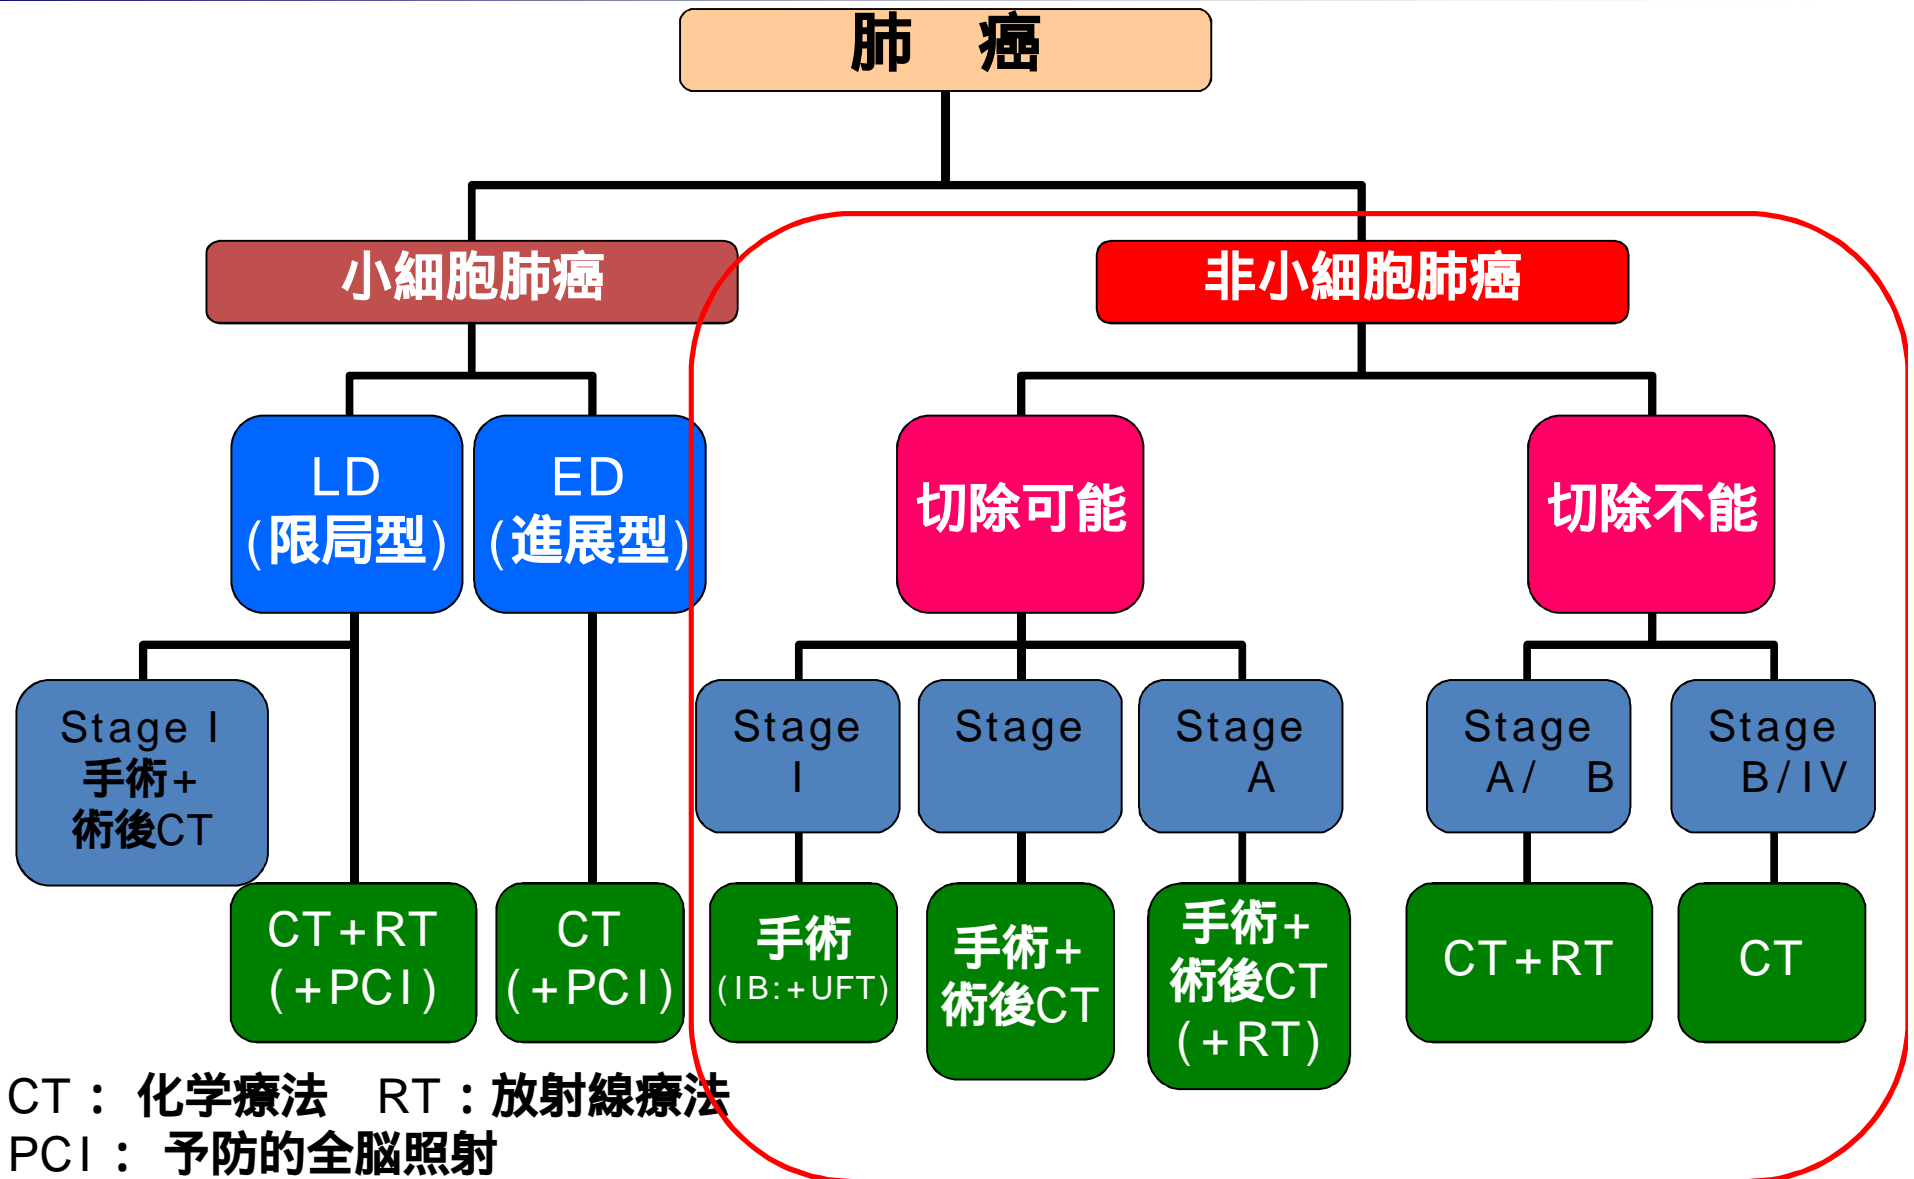 肺 癌
小細胞肺癌
非小細胞肺癌
LD
(限局型)
ED
(進展型)
切除可能
切除不能
Stage I
手術+
術後CT
Stage
I
Stage
Stage
A
Stage
A/ B
Stage
B/IV
CT+RT
(+PCI)
CT
(+PCI)
手術
(IB:+UFT)
手術+
術後CT
手術+
術後CT
(+RT)
CT+RT
CT
CT: 化学療法 RT:放射線療法
PCI: 予防的全脳照射